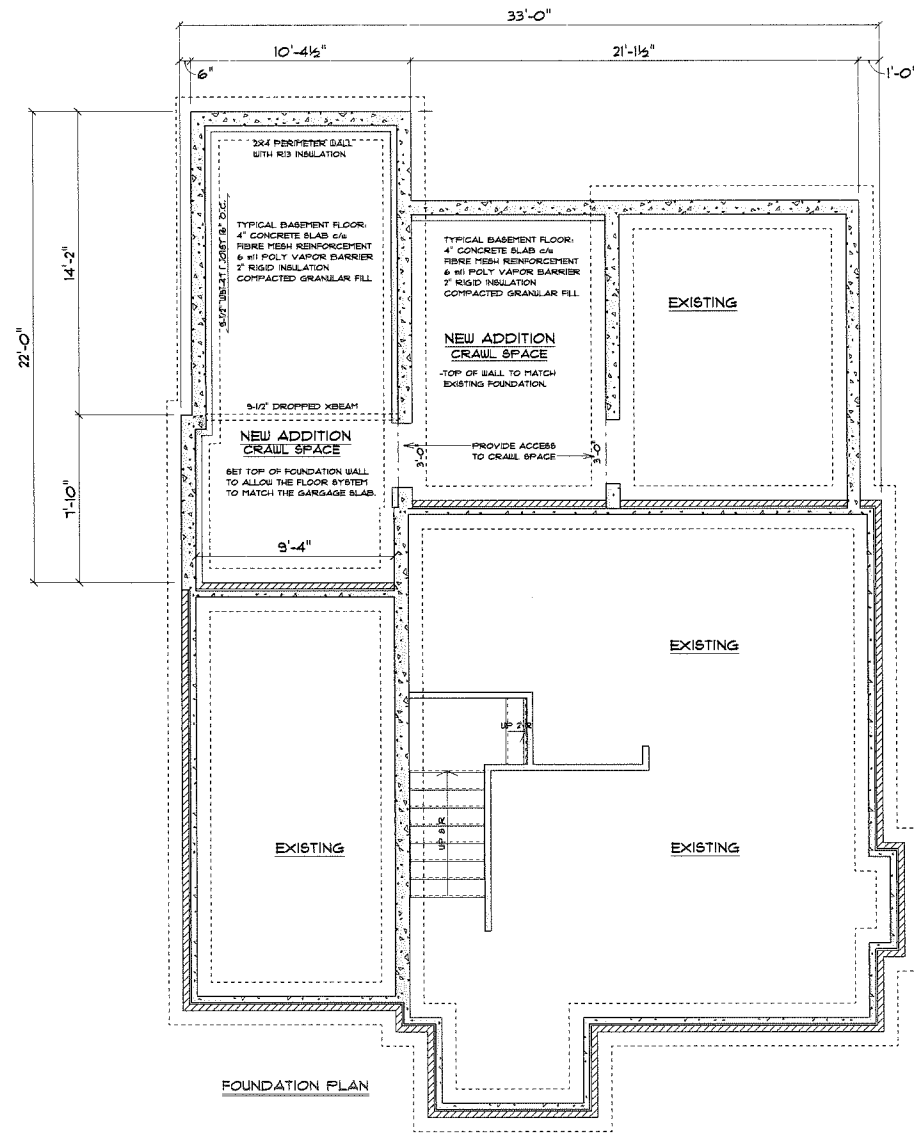 33'-0"
10'-4½"
21'-1½"
6"
1'-0"
2X4 PERIMETER WALL
WITH R13 INSULATION
14'-2"
22'-0"
7'-10"
TYPICAL BASEMENT FLOOR:
4" CONCRETE SLAB c/w
FIBRE MESH REINFORCEMENT
6 mil POLY VAPOR BARRIER
2" RIGID INSULATION
COMPACTED GRANULAR FILL
TYPICAL BASEMENT FLOOR:
4" CONCRETE SLAB c/w
FIBRE MESH REINFORCEMENT
6 mil POLY VAPOR BARRIER
2" RIGID INSULATION
COMPACTED GRANULAR FILL
EXISTING
NEW ADDITION
CRAWL SPACE
-TOP OF WALL TO MATCH
EXISTING FOUNDATION.
9-1/2" DROPPED XBEAM
NEW ADDITION
CRAWL SPACE
SET TOP OF FOUNDATION WALL
TO ALLOW THE FLOOR SYSTEM
TO MATCH THE GARGAGE SLAB.
3'-0"
PROVIDE ACCESS
TO CRAWL SPACE
3'-0"
9'-4"
EXISTING
UP 2 R
UP 8 R
EXISTING
EXISTING
FOUNDATION PLAN